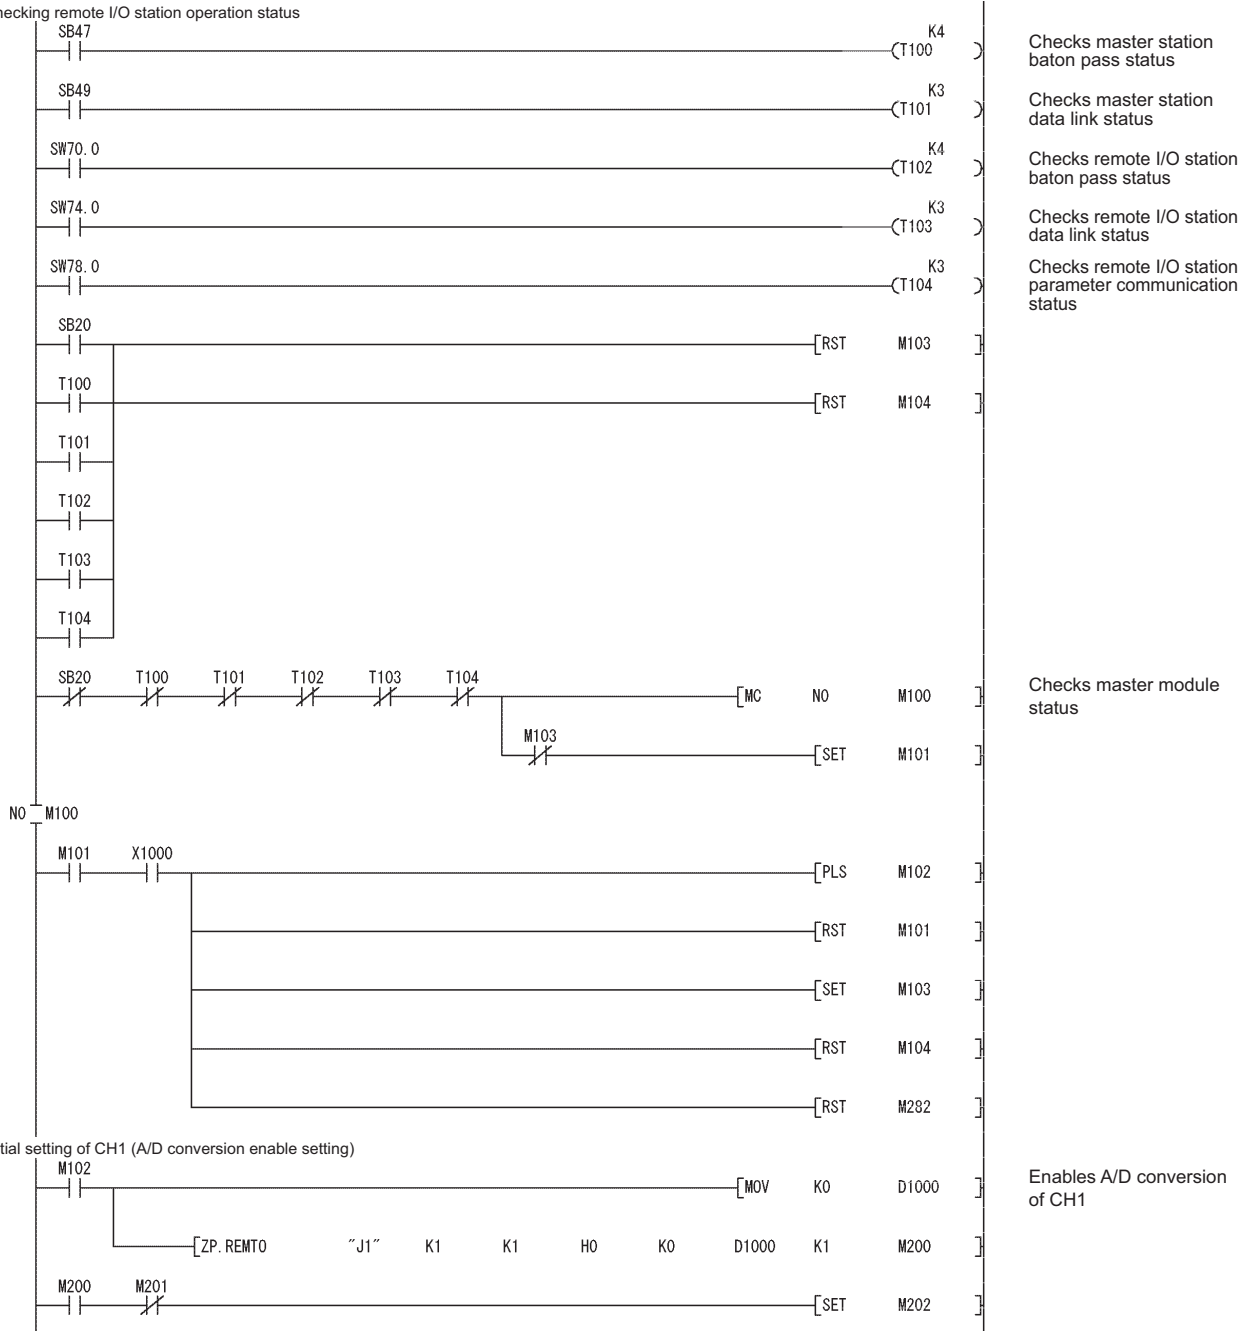 hecking remote I/O station operation status
SB47 K4
T100 Checks master station
baton pass status
SB49 K3
T101 Checks master station
data link status
SW70.0 K4
T102 Checks remote I/O station
baton pass status
SW74.0 K3
T103 Checks remote I/O station
data link status
SW78.0 K3
T104 Checks remote I/O station
parameter communication
status
SB20
RST M103
T100
RST M104
T101
T102
T103
T104
SB20 T100 T101 T102 T103 T104
MC N0 M100 Checks master module
status
M103
SET M101
N0 M100
M101 X1000
PLS M102
RST M101
SET M103
RST M104
RST M282
tial setting of CH1 (A/D conversion enable setting)
M102
MOV K0 D1000 Enables A/D conversion
of CH1
ZP.REMTO "J1" K1 K1 H0 K0 D1000 K1 M200
M200 M201
SET M202